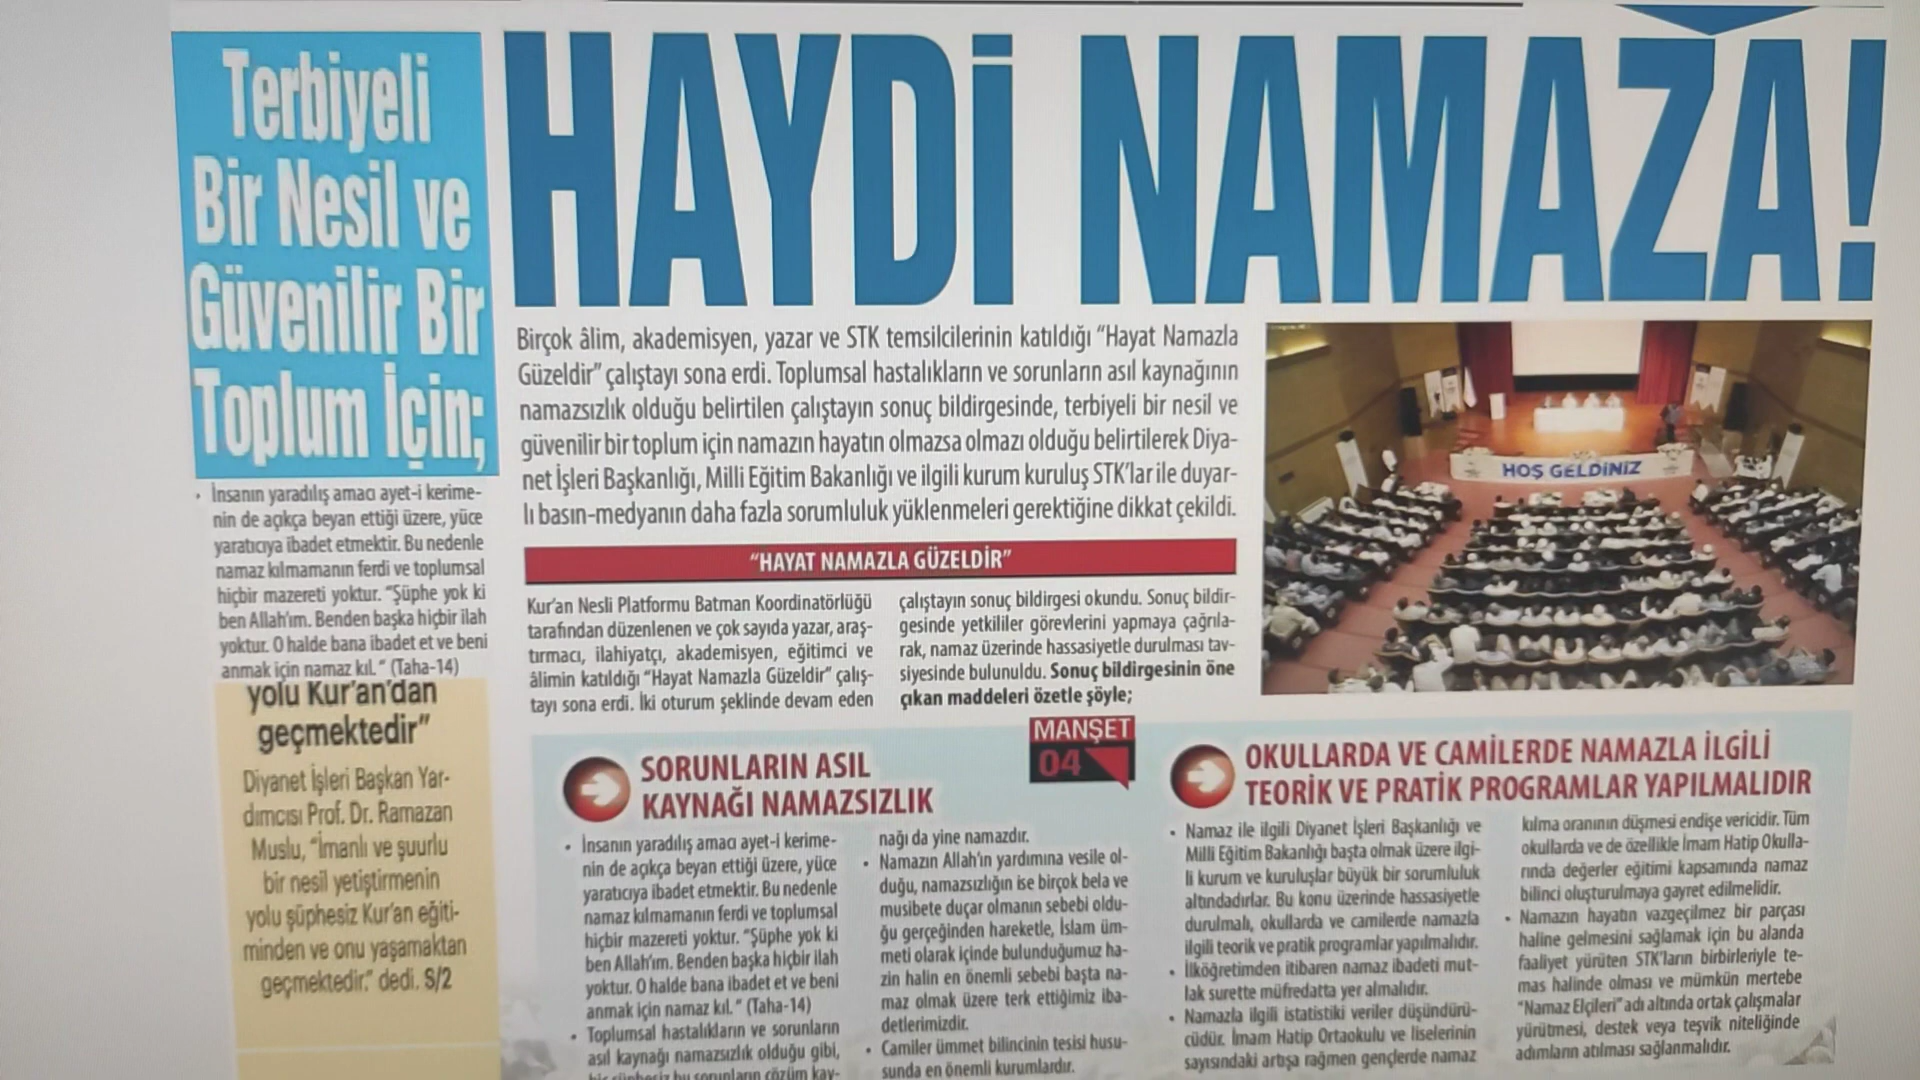 Terbiyeli
Bir Nesil ve
Güvenilir Bir
Toplum İçin;
HAYDİ NAMAZA!
• İnsanın yaradılış amacı ayet-i kerime-
nin de açıkça beyan ettiği üzere, yüce
yaratıcıya ibadet etmektir. Bu nedenle
namaz kılmamanın ferdi ve toplumsal
hiçbir mazereti yoktur. "Şüphe yok ki
ben Allah'ım. Benden başka hiçbir ilah
yoktur. O halde bana ibadet et ve beni
anmak için namaz kıl." (Taha-14)
yolu Kur'an'dan
geçmektedir"
Diyanet İşleri Başkan Yar-
dımcısı Prof. Dr. Ramazan
Muslu, "İmanlı ve şuurlu
bir nesil yetiştirmenin
yolu şüphesiz Kur'an eğiti-
minden ve onu yaşamaktan
geçmektedir." dedi. S/2
Birçok âlim, akademisyen, yazar ve STK temsilcilerinin katıldığı "Hayat Namazla
Güzeldir" çalıştayı sona erdi. Toplumsal hastalıkların ve sorunların asıl kaynağının
namazsızlık olduğu belirtilen çalıştayın sonuç bildirgesinde, terbiyeli bir nesil ve
güvenilir bir toplum için namazın hayatın olmazsa olmazı olduğu belirtilerek Diya-
net İşleri Başkanlığı, Milli Eğitim Bakanlığı ve ilgili kurum kuruluş STK'lar ile duyar-
lı basın-medyanın daha fazla sorumluluk yüklenmeleri gerektiğine dikkat çekildi.
HOŞ GELDİNİZ
"HAYAT NAMAZLA GÜZELDİR"
Kur'an Nesli Platformu Batman Koordinatörlüğü
tarafından düzenlenen ve çok sayıda yazar, araş-
tırmacı, ilahiyatçı, akademisyen, eğitimci ve
âlimin katıldığı "Hayat Namazla Güzeldir" çalış-
tayı sona erdi. İki oturum şeklinde devam eden
çalıştayın sonuç bildirgesi okundu. Sonuç bildir-
gesinde yetkililer görevlerini yapmaya çağrıla-
rak, namaz üzerinde hassasiyetle durulması tav-
siyesinde bulunuldu. Sonuç bildirgesinin öne
çıkan maddeleri özetle şöyle;
MANŞET
04
SORUNLARIN ASIL
KAYNAĞI NAMAZSIZLIK
• İnsanın yaradılış amacı ayet-i kerime-
nin de açıkça beyan ettiği üzere, yüce
yaratıcıya ibadet etmektir. Bu nedenle
namaz kılmamanın ferdi ve toplumsal
hiçbir mazereti yoktur. "Şüphe yok ki
ben Allah'ım. Benden başka hiçbir ilah
yoktur. O halde bana ibadet et ve beni
anmak için namaz kıl." (Taha-14)
• Toplumsal hastalıkların ve sorunların
asıl kaynağı namazsızlık olduğu gibi,
bir şüphesiz bu sorunların çözüm kay-
nağı da yine namazdır.
• Namazın Allah'ın yardımına vesile ol-
duğu, namazsızlığın ise birçok bela ve
musibete duçar olmanın sebebi oldu-
ğu gerçeğinden hareketle, İslam üm-
meti olarak içinde bulunduğumuz ha-
zin halin en önemli sebebi başta na-
maz olmak üzere terk ettiğimiz iba-
detlerimizdir.
• Camiler ümmet bilincinin tesisi husu-
sunda en önemli kurumlardır.
OKULLARDA VE CAMİLERDE NAMAZLA İLGİLİ
TEORİK VE PRATİK PROGRAMLAR YAPILMALIDIR
• Namaz ile ilgili Diyanet İşleri Başkanlığı ve
Milli Eğitim Bakanlığı başta olmak üzere ilgi-
li kurum ve kuruluşlar büyük bir sorumluluk
altındadırlar. Bu konu üzerinde hassasiyetle
durulmalı, okullarda ve camilerde namazla
ilgili teorik ve pratik programlar yapılmalıdır.
• İlköğretimden itibaren namaz ibadeti mut-
lak surette müfredatta yer almalıdır.
• Namazla ilgili istatistiki veriler düşündürü-
cüdür. İmam Hatip Ortaokulu ve liselerinin
sayısındaki artışa rağmen gençlerde namaz
kılma oranının düşmesi endişe vericidir. Tüm
okullarda ve de özellikle İmam Hatip Okulla-
rında değerler eğitimi kapsamında namaz
bilinci oluşturulmaya gayret edilmelidir.
• Namazın hayatın vazgeçilmez bir parçası
haline gelmesini sağlamak için bu alanda
faaliyet yürüten STK'ların birbirleriyle te-
mas halinde olması ve mümkün mertebe
"Namaz Elçileri" adı altında ortak çalışmalar
yürütmesi, destek veya teşvik niteliğinde
adımların atılması sağlanmalıdır.